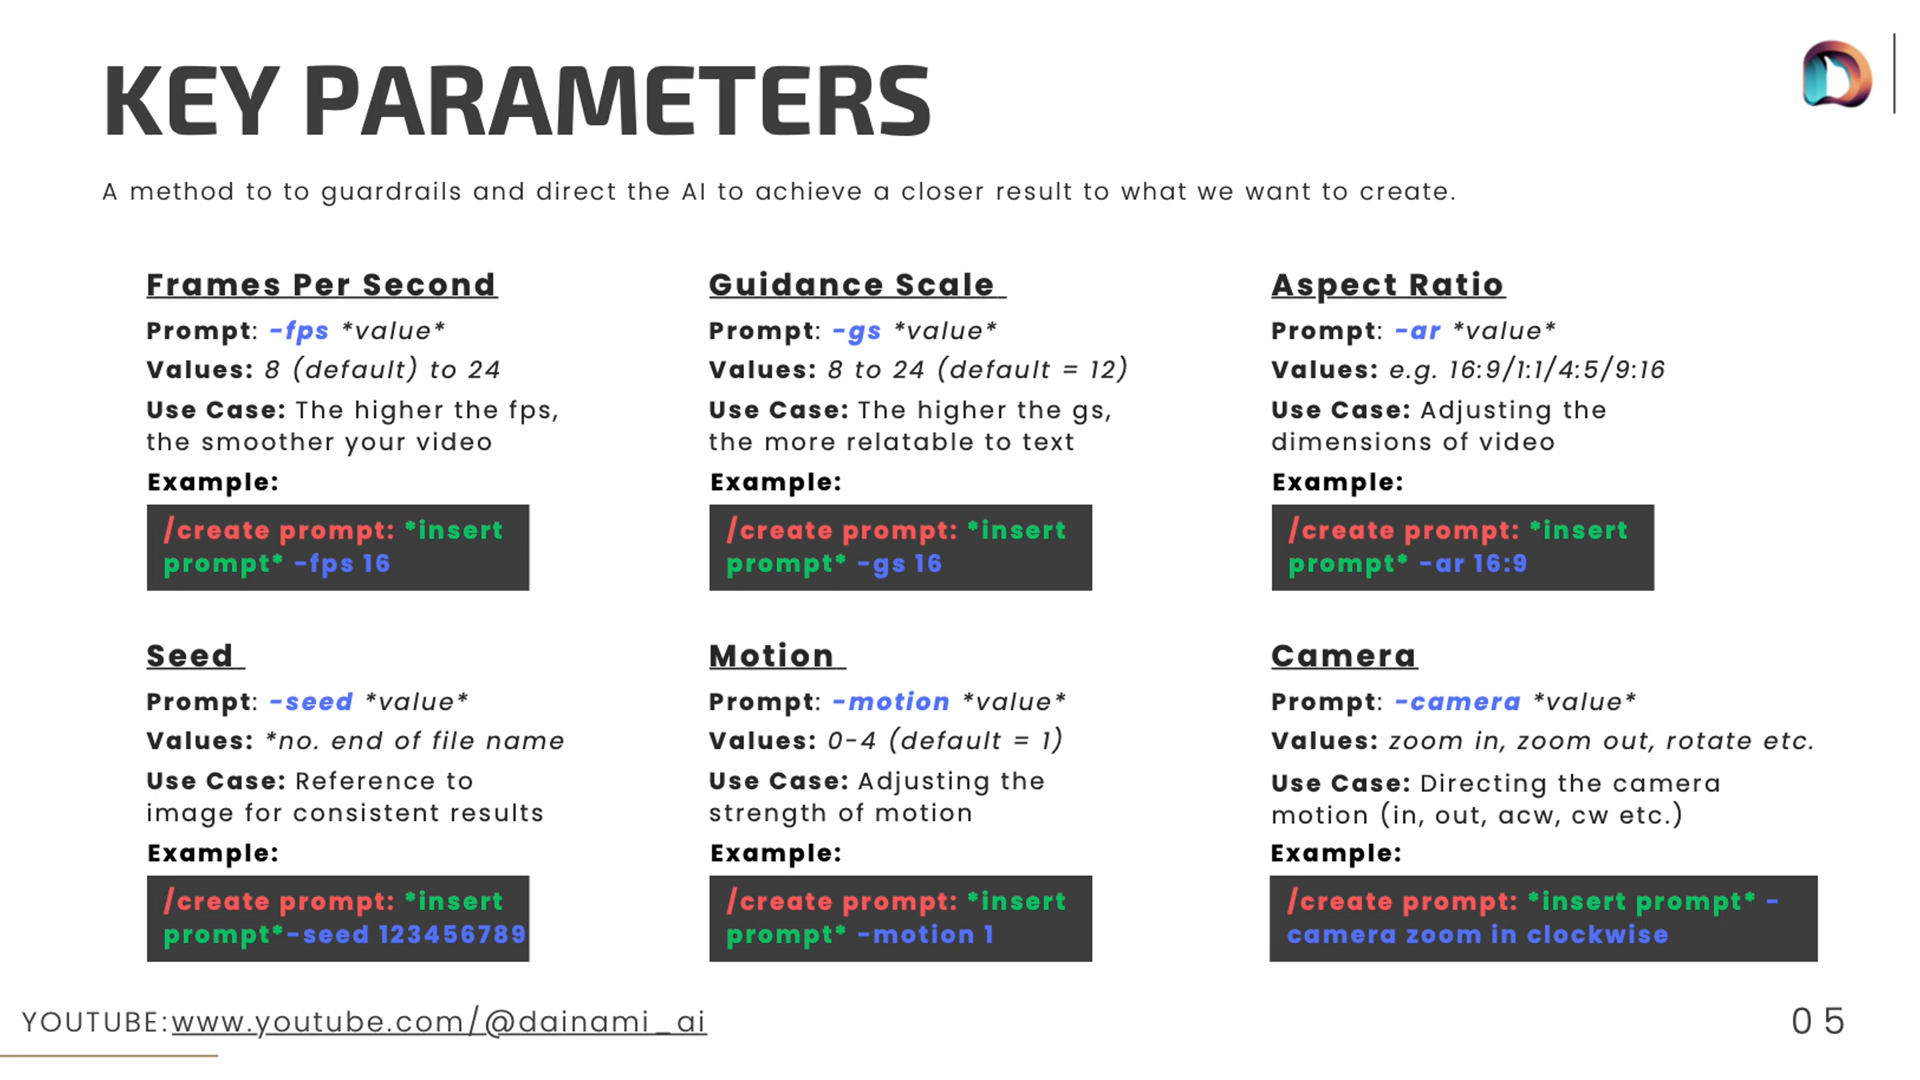 KEY PARAMETERS
A method to to guardrails and direct the AI to achieve a closer result to what we want to create.
Frames Per Second
Prompt: -fps *value*
Values: 8 (default) to 24
Use Case: The higher the fps,
the smoother your video
Example:
/create prompt: *insert
prompt* -fps 16
Guidance Scale
Prompt: -gs *value*
Values: 8 to 24 (default = 12)
Use Case: The higher the gs,
the more relatable to text
Example:
/create prompt: *insert
prompt* -gs 16
Aspect Ratio
Prompt: -ar *value*
Values: e.g. 16:9/1:1/4:5/9:16
Use Case: Adjusting the
dimensions of video
Example:
/create prompt: *insert
prompt* -ar 16:9
Seed
Prompt: -seed *value*
Values: *no. end of file name
Use Case: Reference to
image for consistent results
Example:
/create prompt: *insert
prompt*-seed 123456789
Motion
Prompt: -motion *value*
Values: 0-4 (default = 1)
Use Case: Adjusting the
strength of motion
Example:
/create prompt: *insert
prompt* -motion 1
Camera
Prompt: -camera *value*
Values: zoom in, zoom out, rotate etc.
Use Case: Directing the camera
motion (in, out, acw, cw etc.)
Example:
/create prompt: *insert prompt* -
camera zoom in clockwise
YOUTUBE:www.youtube.com/@dainami_ai
05